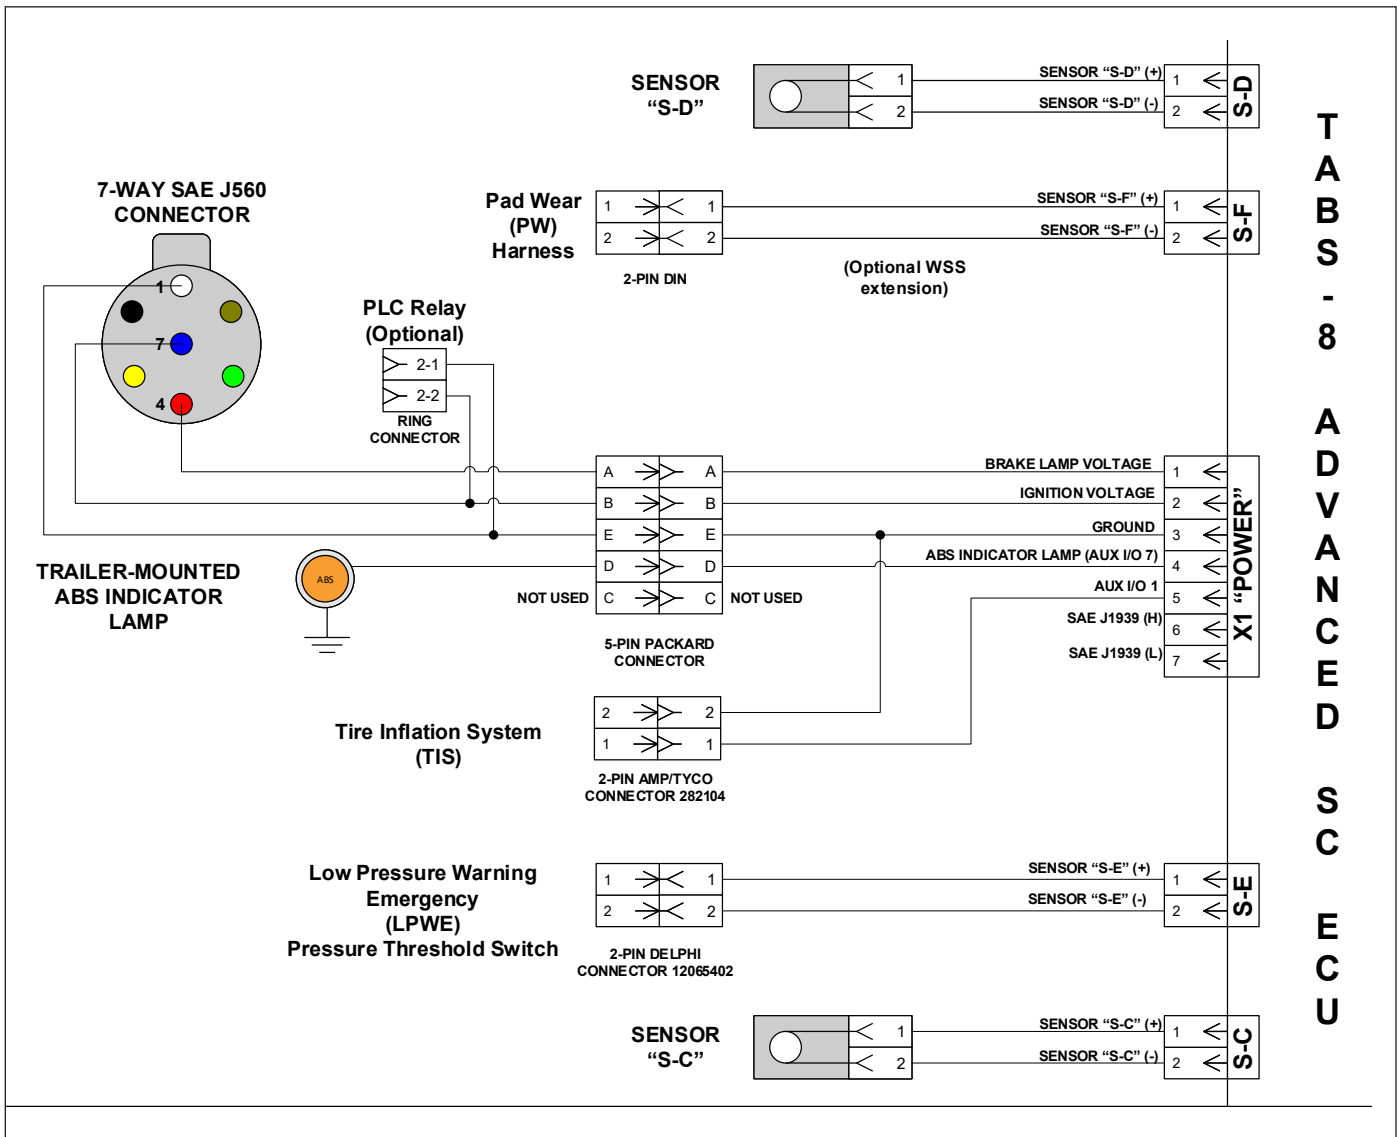 SENSOR
“S-D”
1
2
SENSOR “S-D” (+)
SENSOR “S-D” (-)
1
2
S-D
7-WAY SAE J560
CONNECTOR
1
7
4
Pad Wear
(PW)
Harness
1 1
2 2
2-PIN DIN
SENSOR “S-F” (+)
SENSOR “S-F” (-)
(Optional WSS
extension)
1
2
S-F
PLC Relay
(Optional)
2-1
2-2
RING
CONNECTOR
A A
B B
E E
D D
NOT USED C C NOT USED
5-PIN PACKARD
CONNECTOR
BRAKE LAMP VOLTAGE
IGNITION VOLTAGE
GROUND
ABS INDICATOR LAMP (AUX I/O 7)
AUX I/O 1
SAE J1939 (H)
SAE J1939 (L)
1
2
3
4
5
6
7
X1 “POWER”
TRAILER-MOUNTED
ABS INDICATOR
LAMP
ABS
Tire Inflation System
(TIS)
2 2
1 1
2-PIN AMP/TYCO
CONNECTOR 282104
Low Pressure Warning
Emergency
(LPWE)
Pressure Threshold Switch
1 1
2 2
2-PIN DELPHI
CONNECTOR 12065402
SENSOR “S-E” (+)
SENSOR “S-E” (-)
1
2
S-E
SENSOR
“S-C”
1
2
SENSOR “S-C” (+)
SENSOR “S-C” (-)
1
2
S-C
TABS-8 ADVANCED SC ECU